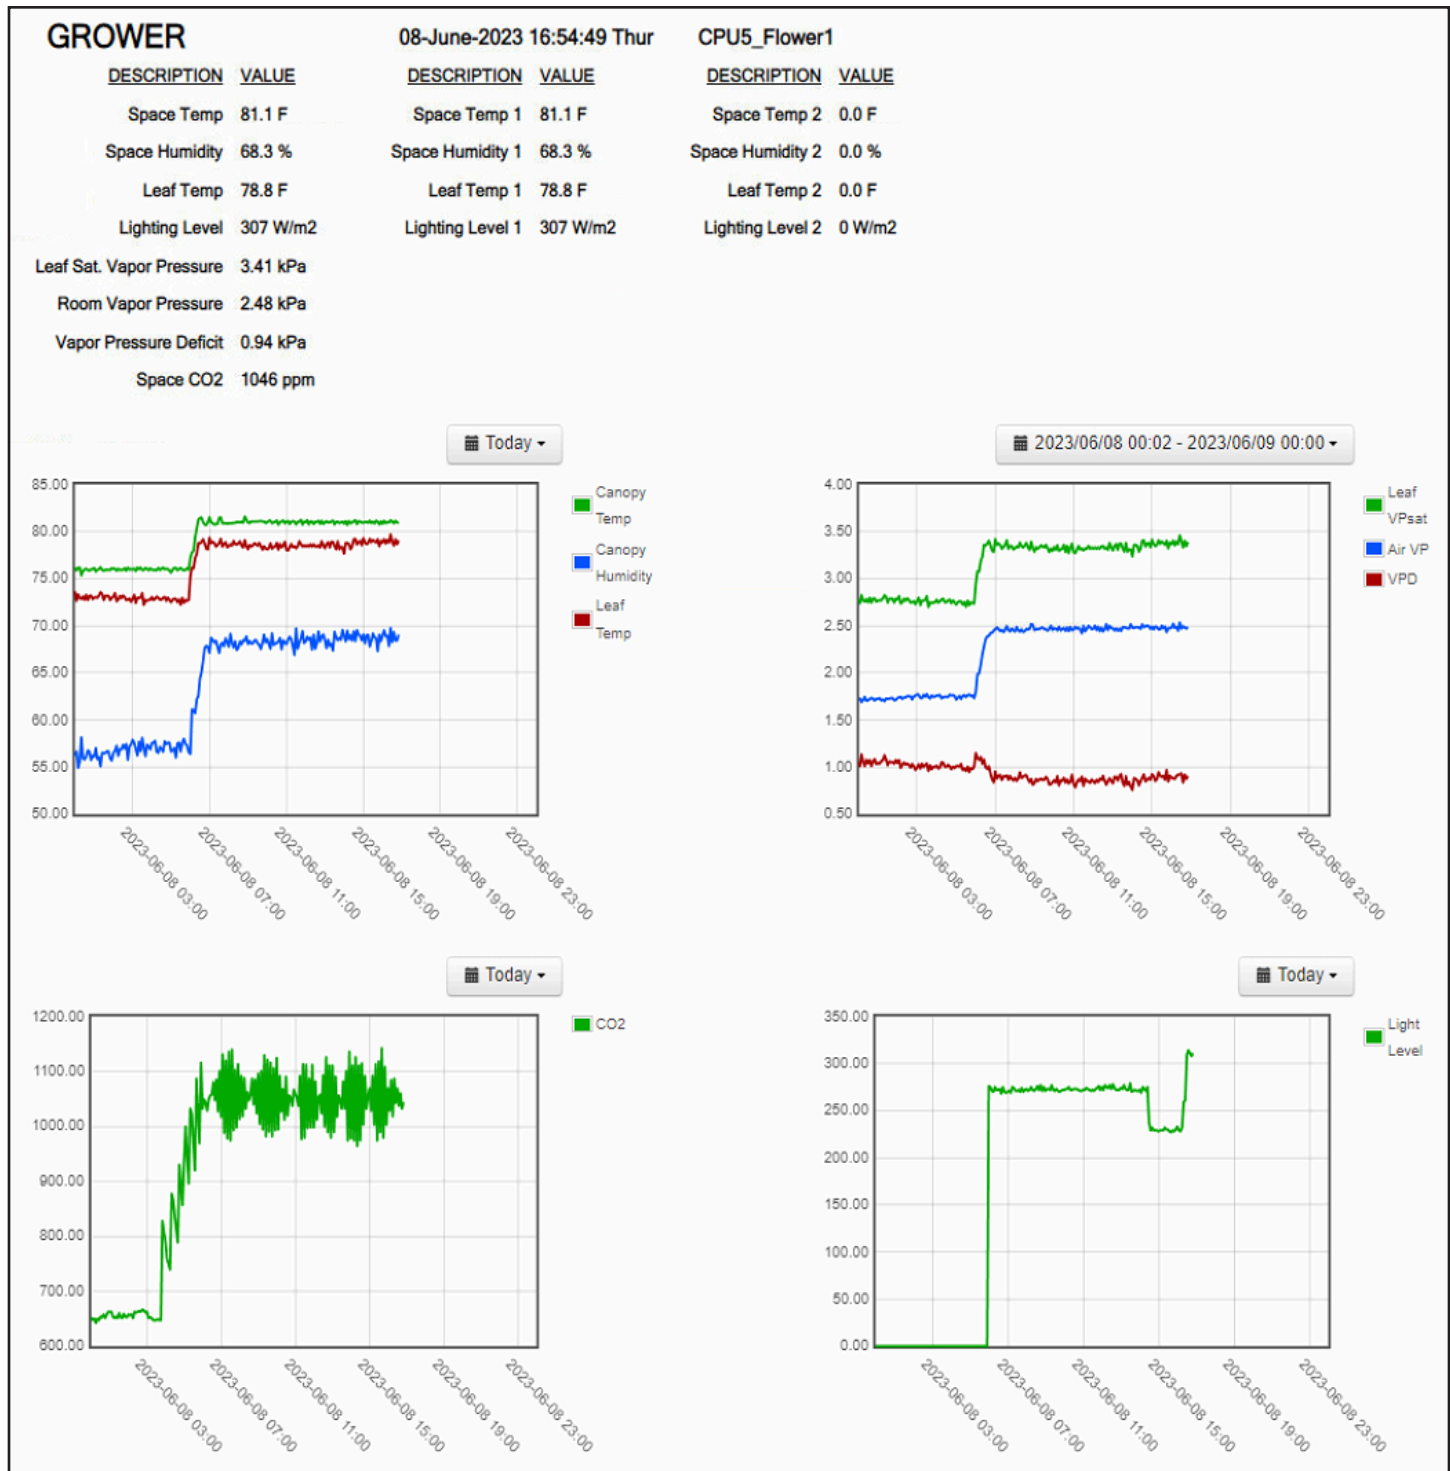 GROWER 08-June-2023 16:54:49 Thur CPU5_Flower1
DESCRIPTION VALUE DESCRIPTION VALUE DESCRIPTION VALUE
Space Temp 81.1 F Space Temp 1 81.1 F Space Temp 2 0.0 F
Space Humidity 68.3 % Space Humidity 1 68.3 % Space Humidity 2 0.0 %
Leaf Temp 78.8 F Leaf Temp 1 78.8 F Leaf Temp 2 0.0 F
Lighting Level 307 W/m2 Lighting Level 1 307 W/m2 Lighting Level 2 0 W/m2
Leaf Sat. Vapor Pressure 3.41 kPa
Room Vapor Pressure 2.48 kPa
Vapor Pressure Deficit 0.94 kPa
Space CO2 1046 ppm
Today
85.00
80.00
75.00
70.00
65.00
60.00
55.00
50.00
2023-06-08 03:00
2023-06-08 07:00
2023-06-08 11:00
2023-06-08 15:00
2023-06-08 19:00
2023-06-08 23:00
Canopy
Temp
Canopy
Humidity
Leaf
Temp
2023/06/08 00:02 - 2023/06/09 00:00
4.00
3.50
3.00
2.50
2.00
1.50
1.00
0.50
2023-06-08 03:00
2023-06-08 07:00
2023-06-08 11:00
2023-06-08 15:00
2023-06-08 19:00
2023-06-08 23:00
Leaf
VPsat
Air VP
VPD
Today
1200.00
1100.00
1000.00
900.00
800.00
700.00
600.00
2023-06-08 03:00
2023-06-08 07:00
2023-06-08 11:00
2023-06-08 15:00
2023-06-08 19:00
2023-06-08 23:00
CO2
Today
350.00
300.00
250.00
200.00
150.00
100.00
50.00
0.00
2023-06-08 03:00
2023-06-08 07:00
2023-06-08 11:00
2023-06-08 15:00
2023-06-08 19:00
2023-06-08 23:00
Light
Level